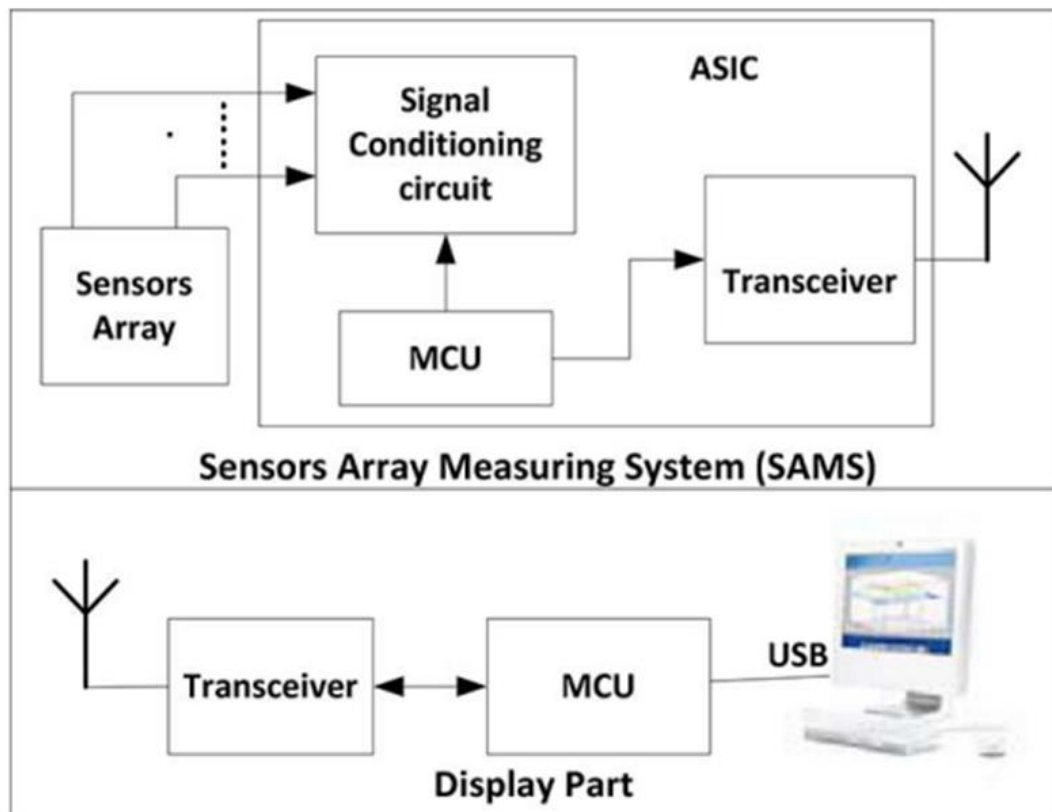 ASIC
Signal
Conditioning
circuit
Transceiver
Sensors
Array
MCU
Sensors Array Measuring System (SAMS)
Transceiver
MCU
USB
Display Part